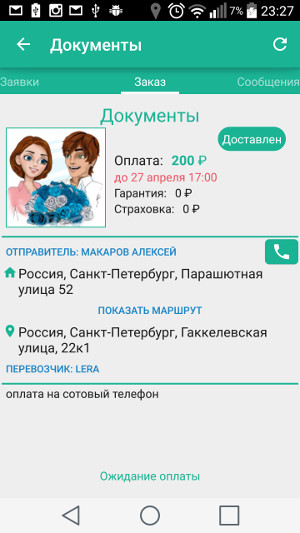 7% 23:27
Документы
Заявки Заказ Сообщения
Документы
Доставлен
Оплата: 200 ₽
до 27 апреля 17:00
Гарантия: 0 ₽
Страховка: 0 ₽
ОТПРАВИТЕЛЬ: МАКАРОВ АЛЕКСЕЙ
Россия, Санкт-Петербург, Парашютная
улица 52
ПОКАЗАТЬ МАРШРУТ
Россия, Санкт-Петербург, Гаккелевская
улица, 22к1
ПЕРЕВОЗЧИК: LERA
оплата на сотовый телефон
Ожидание оплаты